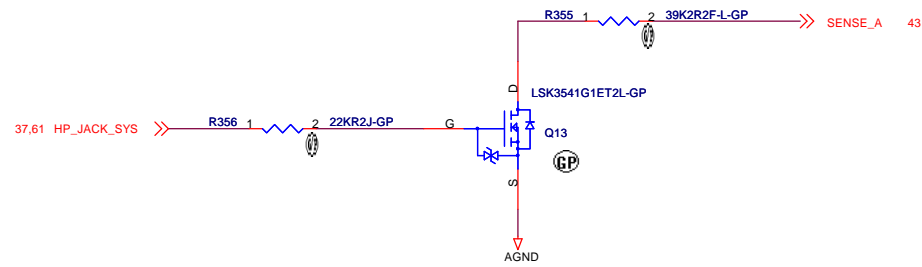 R355 1 2 39K2R2F-L-GP
SENSE_A 43
D
LSK3541G1ET2L-GP
37,61 HP_JACK_SYS
R356 1 2 22KR2J-GP
G
Q13
GP
S
AGND